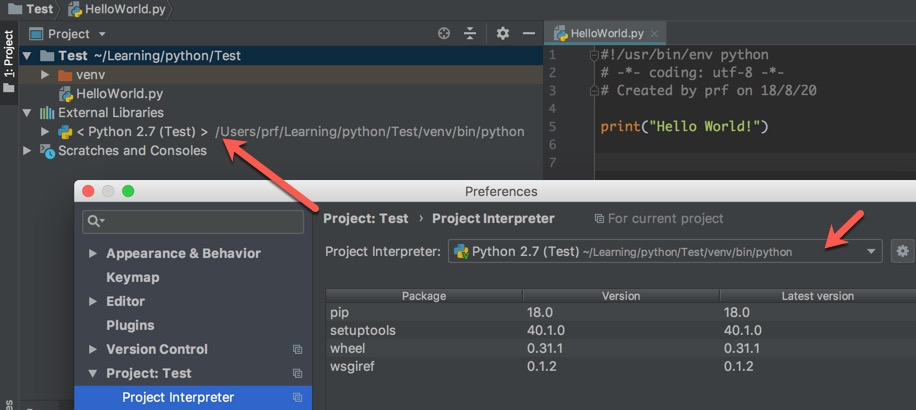 Test HelloWorld.py
1: Project
Project
Test ~/Learning/python/Test
venv
HelloWorld.py
External Libraries
< Python 2.7 (Test) > /Users/prf/Learning/python/Test/venv/bin/python
Scratches and Consoles
HelloWorld.py
1 #!/usr/bin/env python
2 # -*- coding: utf-8 -*-
3 # Created by prf on 18/8/20
4
5 print("Hello World!")
6
7
Preferences
Appearance & Behavior
Keymap
Editor
Plugins
Version Control
Project: Test
Project Interpreter
Project: Test › Project Interpreter For current project
Project Interpreter: Python 2.7 (Test) ~/Learning/python/Test/venv/bin/python
Package Version Latest version
pip 18.0 18.0
setuptools 40.1.0 40.1.0
wheel 0.31.1 0.31.1
wsgiref 0.1.2 0.1.2